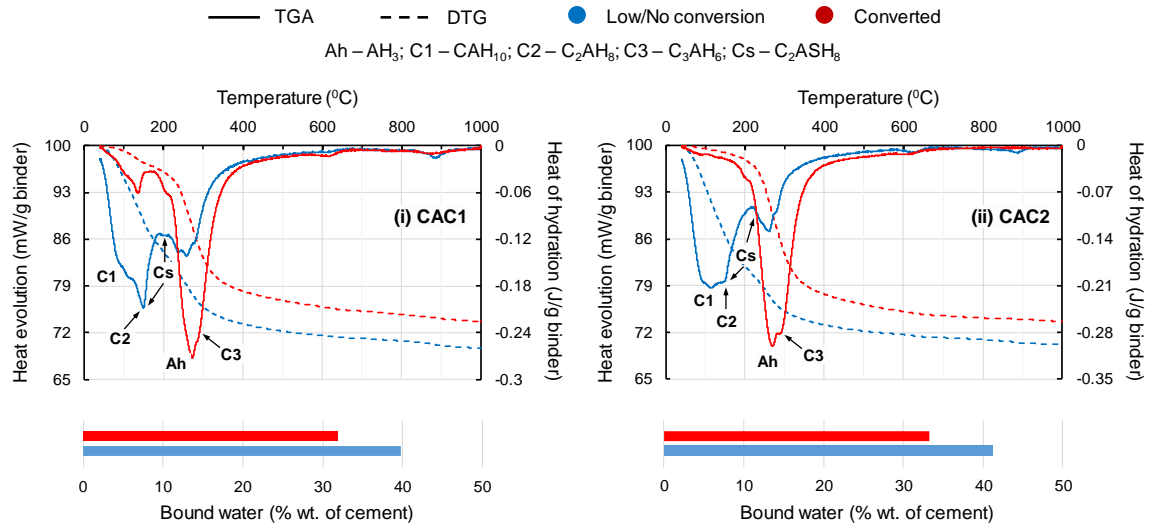 TGA DTG Low/No conversion Converted
Ah – AH₃; C1 – CAH₁₀; C2 – C₂AH₈; C3 – C₃AH₆; Cs – C₂ASH₈
Temperature (⁰C)
0 200 400 600 800 1000
Heat evolution (mW/g binder)
100
93
86
79
72
65
0
-0.06
-0.12
-0.18
-0.24
-0.3
Heat of hydration (J/g binder)
(i) CAC1
C1
Cs
C2
Ah
C3
0 10 20 30 40 50
Bound water (% wt. of cement)
Temperature (⁰C)
0 200 400 600 800 1000
Heat evolution (mW/g binder)
100
93
86
79
72
65
0
-0.07
-0.14
-0.21
-0.28
-0.35
Heat of hydration (J/g binder)
(ii) CAC2
Cs
C1
C2
Ah
C3
0 10 20 30 40 50
Bound water (% wt. of cement)